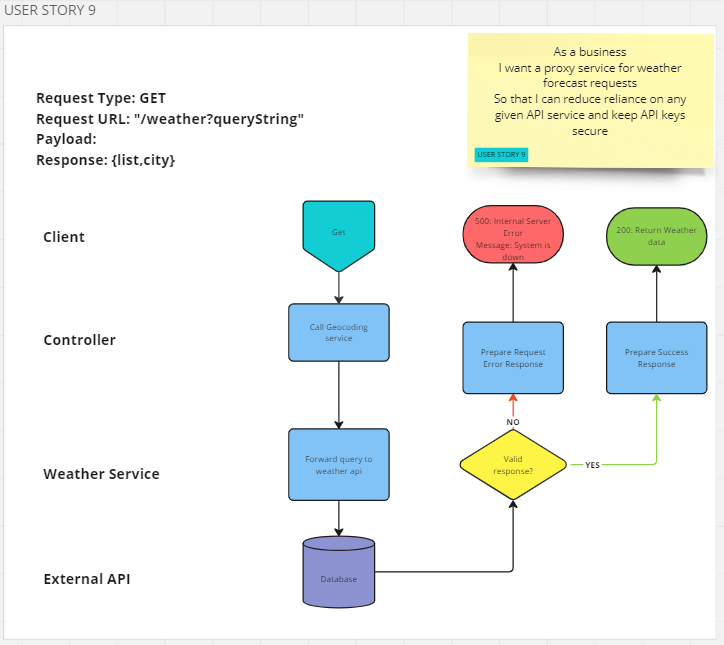 USER STORY 9
As a business
I want a proxy service for weather
forecast requests
So that I can reduce reliance on any
given API service and keep API keys
secure
USER STORY 9
Request Type: GET
Request URL: "/weather?queryString"
Payload:
Response: {list,city}
Client
Get
500: Internal Server
Error
Message: System is
down
200: Return Weather
data
Controller
Call Geocoding
service
Prepare Request
Error Response
Prepare Success
Response
NO
Weather Service
Forward query to
weather api
Valid
response?
YES
External API
Database